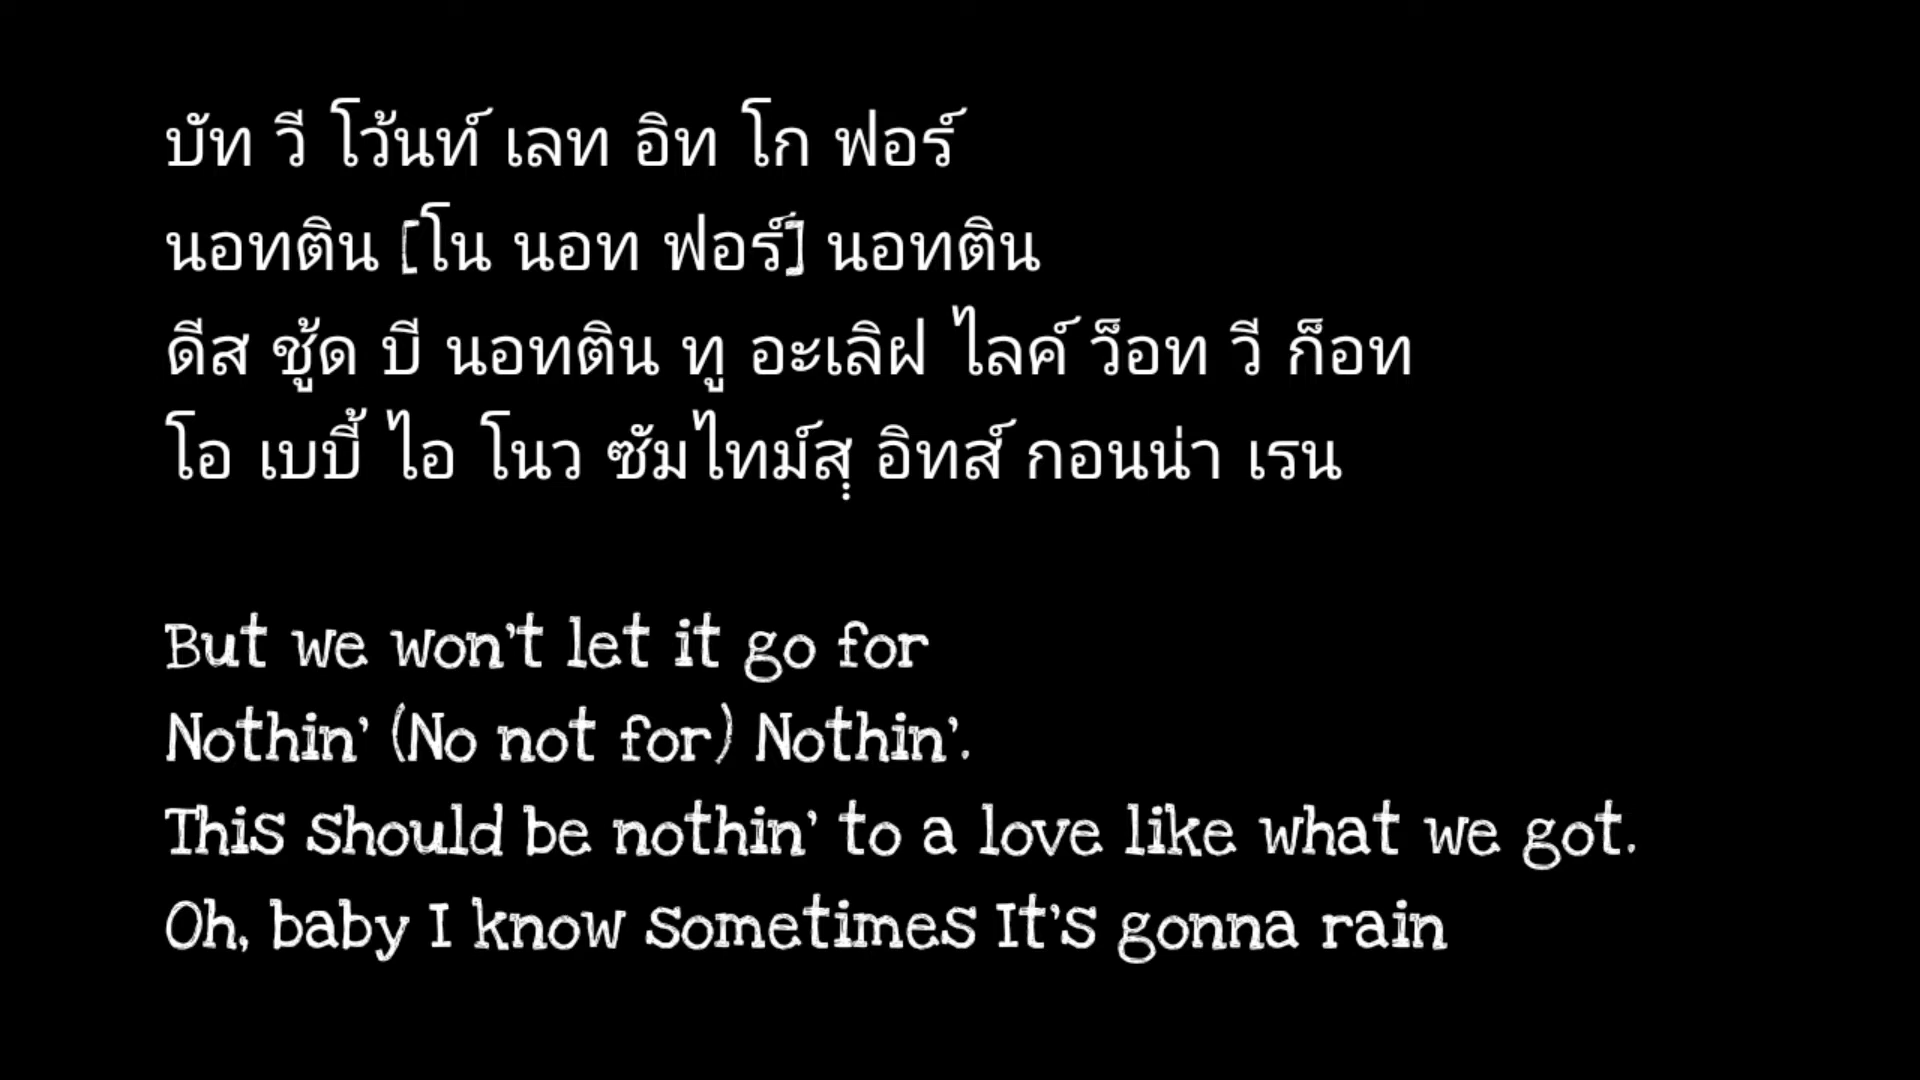 บัท วี โว้นท์ เลท อิท โก ฟอร์
นอทติน [โน นอท ฟอร์] นอทติน
ดีส ชู้ด บี นอทติน ทู อะเลิฝ ไลค์ ว็อท วี ก็อท
โอ เบบี้ ไอ โนว ซัมไทม์สฺ อิทส์ กอนน่า เรน
But we won't let it go for
Nothin' (No not for) Nothin'.
This should be nothin' to a love like what we got.
Oh, baby I know sometimes It's gonna rain